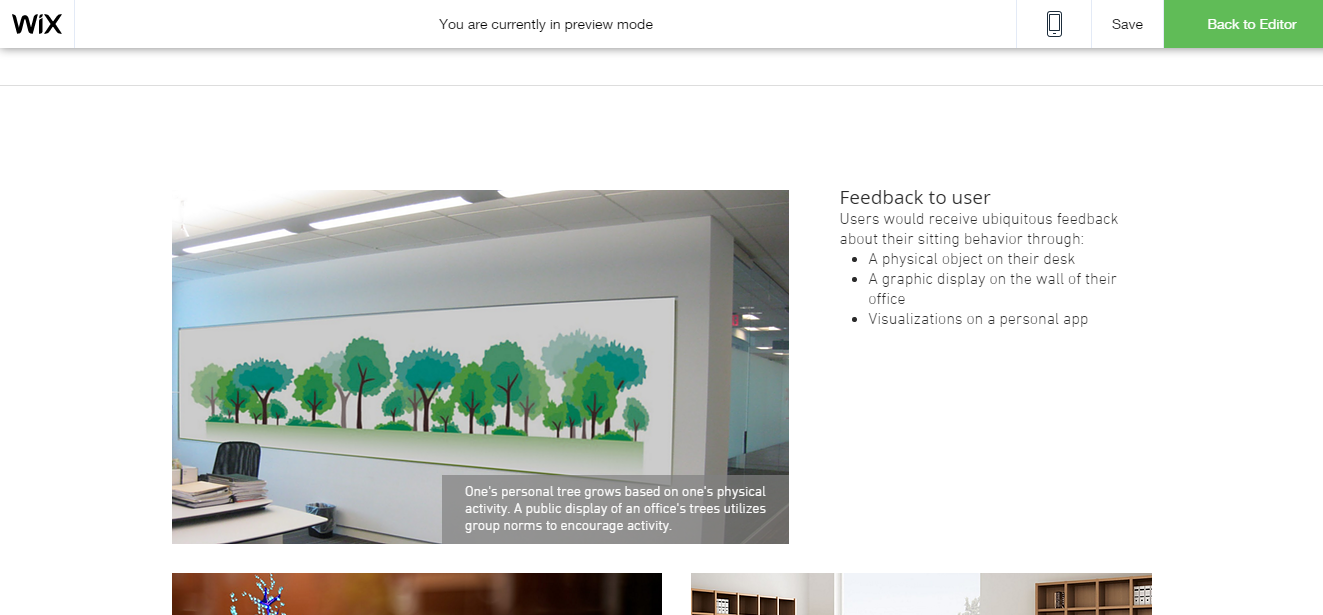 WiX
You are currently in preview mode
Save
Back to Editor
Feedback to user
Users would receive ubiquitous feedback
about their sitting behavior through:
A physical object on their desk
A graphic display on the wall of their
office
Visualizations on a personal app
One's personal tree grows based on one's physical
activity. A public display of an office's trees utilizes
group norms to encourage activity.